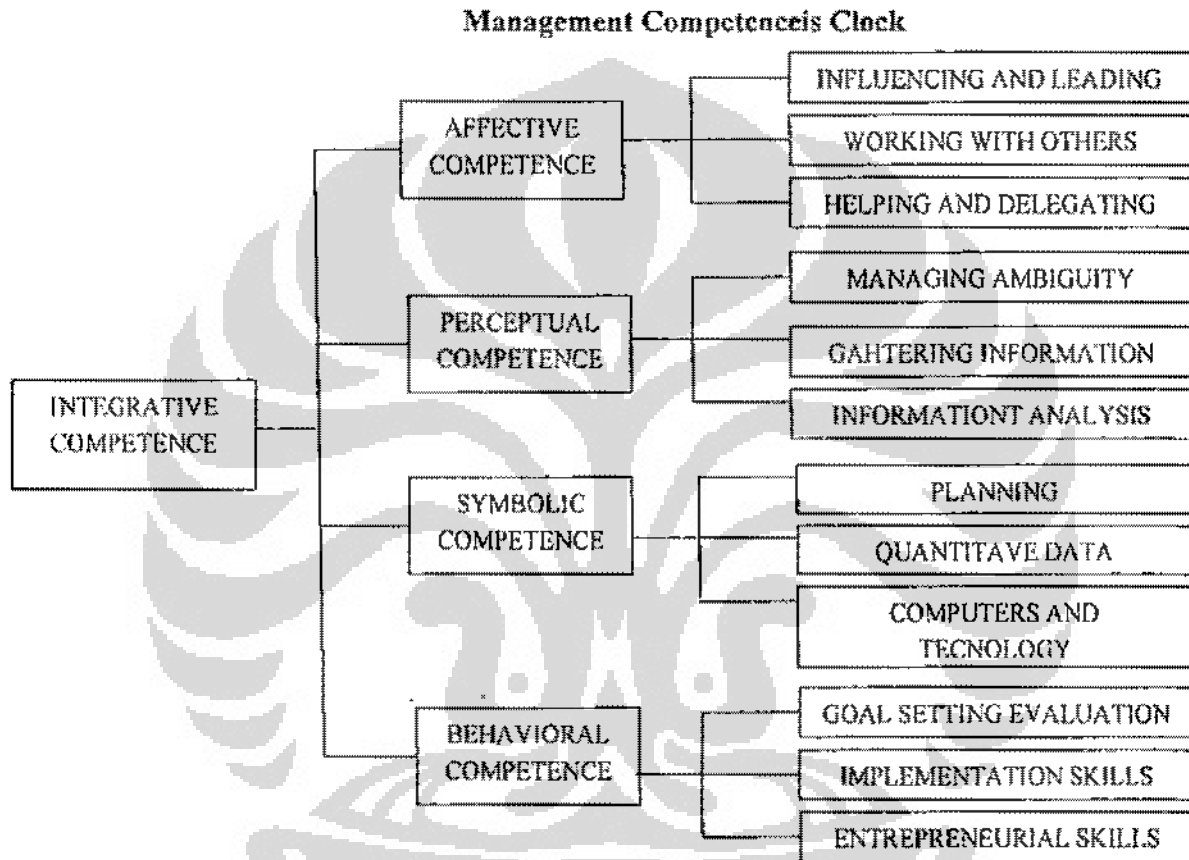 Management Competenceis Clock
INFLUENCING AND LEADING
AFFECTIVE
COMPETENCE
WORKING WITH OTHERS
HELPING AND DELEGATING
MANAGING AMBIGUITY
PERCEPTUAL
COMPETENCE
GAHTERING INFORMATION
INFORMATIONT ANALYSIS
INTEGRATIVE
COMPETENCE
PLANNING
SYMBOLIC
COMPETENCE
QUANTITAVE DATA
COMPUTERS AND
TECNOLOGY
GOAL SETTING EVALUATION
BEHAVIORAL
COMPETENCE
IMPLEMENTATION SKILLS
ENTREPRENEURIAL SKILLS